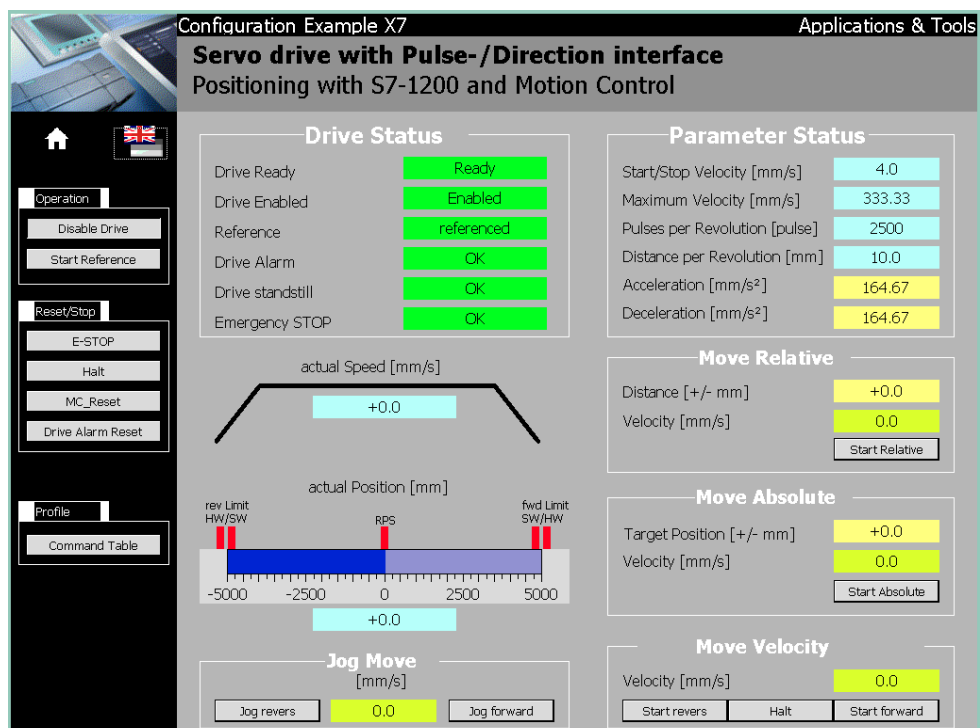 Configuration Example X7
Applications & Tools
Servo drive with Pulse-/Direction interface
Positioning with S7-1200 and Motion Control
Operation
Disable Drive
Start Reference
Reset/Stop
E-STOP
Halt
MC_Reset
Drive Alarm Reset
Profile
Command Table
Drive Status
Drive Ready Ready
Drive Enabled Enabled
Reference referenced
Drive Alarm OK
Drive standstill OK
Emergency STOP OK
actual Speed [mm/s]
+0.0
actual Position [mm]
rev Limit fwd Limit
HW/SW RPS SW/HW
-5000 -2500 0 2500 5000
+0.0
Jog Move
[mm/s]
Jog revers 0.0 Jog forward
Parameter Status
Start/Stop Velocity [mm/s] 4.0
Maximum Velocity [mm/s] 333.33
Pulses per Revolution [pulse] 2500
Distance per Revolution [mm] 10.0
Acceleration [mm/s²] 164.67
Deceleration [mm/s²] 164.67
Move Relative
Distance [+/- mm] +0.0
Velocity [mm/s] 0.0
Start Relative
Move Absolute
Target Position [+/- mm] +0.0
Velocity [mm/s] 0.0
Start Absolute
Move Velocity
Velocity [mm/s] 0.0
Start revers Halt Start forward